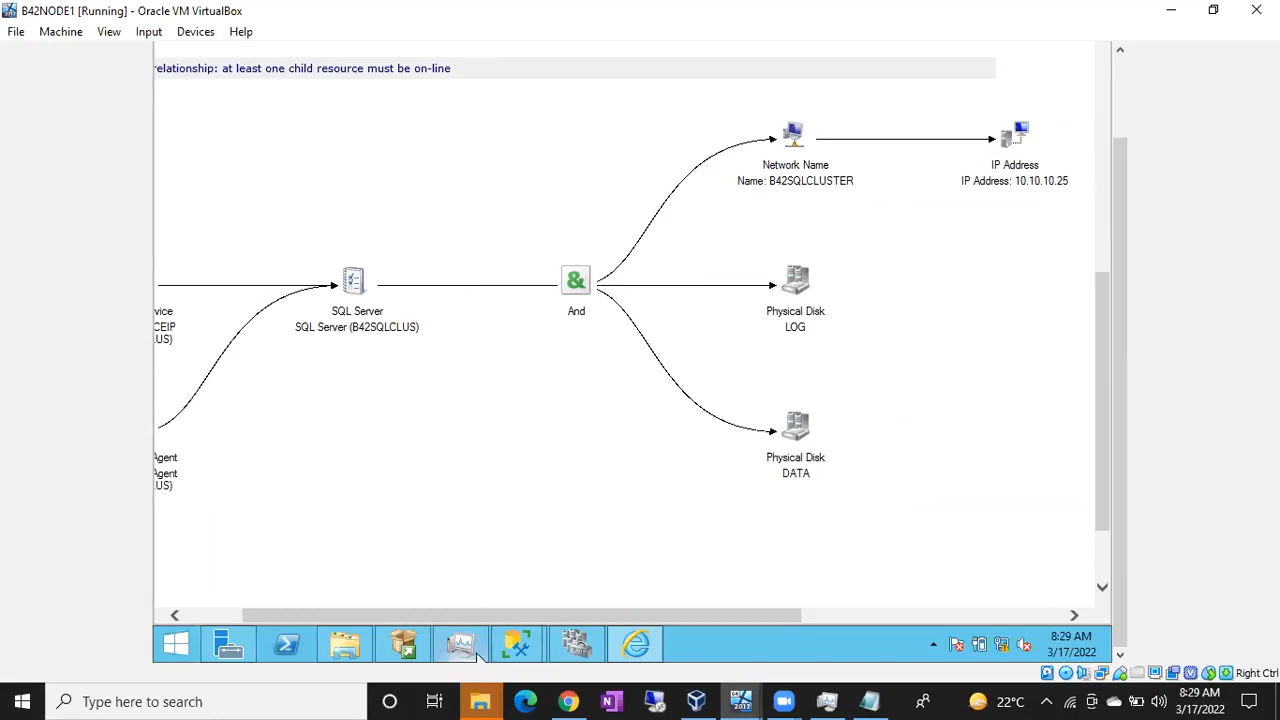 B42NODE1 [Running] - Oracle VM VirtualBox
File Machine View Input Devices Help
relationship: at least one child resource must be on-line
Network Name
Name: B42SQLCLUSTER
IP Address
IP Address: 10.10.10.25
vice
CEIP
LUS)
SQL Server
SQL Server (B42SQLCLUS)
And
Physical Disk
LOG
Agent
Agent
LUS)
Physical Disk
DATA
8:29 AM
3/17/2022
Right Ctrl
Type here to search
22°C
8:29 AM
3/17/2022